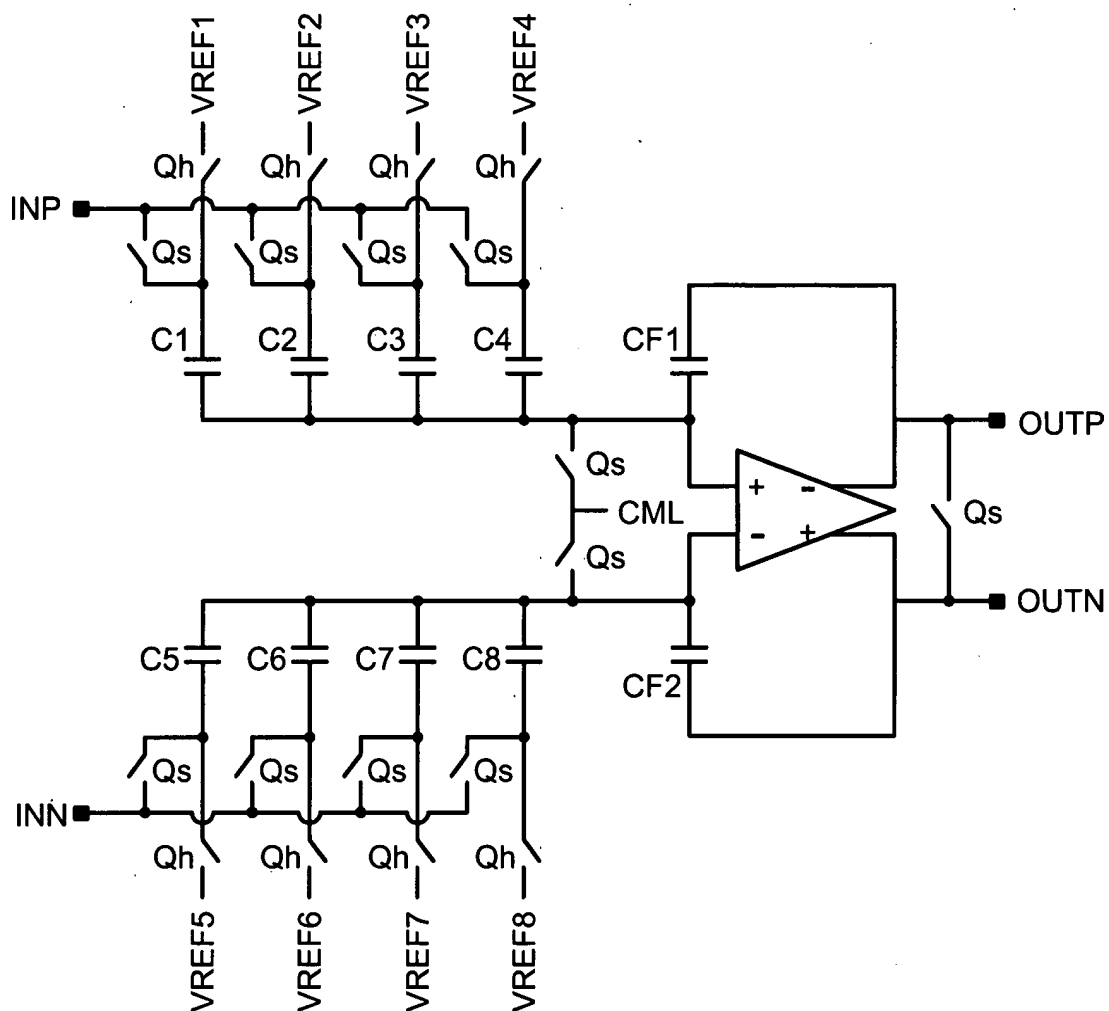 VREF1
VREF2
VREF3
VREF4
Qh
Qh
Qh
Qh
INP
Qs
Qs
Qs
Qs
C1
C2
C3
C4
CF1
OUTP
Qs
+
-
CML
Qs
-
+
Qs
OUTN
C5
C6
C7
C8
CF2
Qs
Qs
Qs
Qs
INN
Qh
Qh
Qh
Qh
VREF5
VREF6
VREF7
VREF8